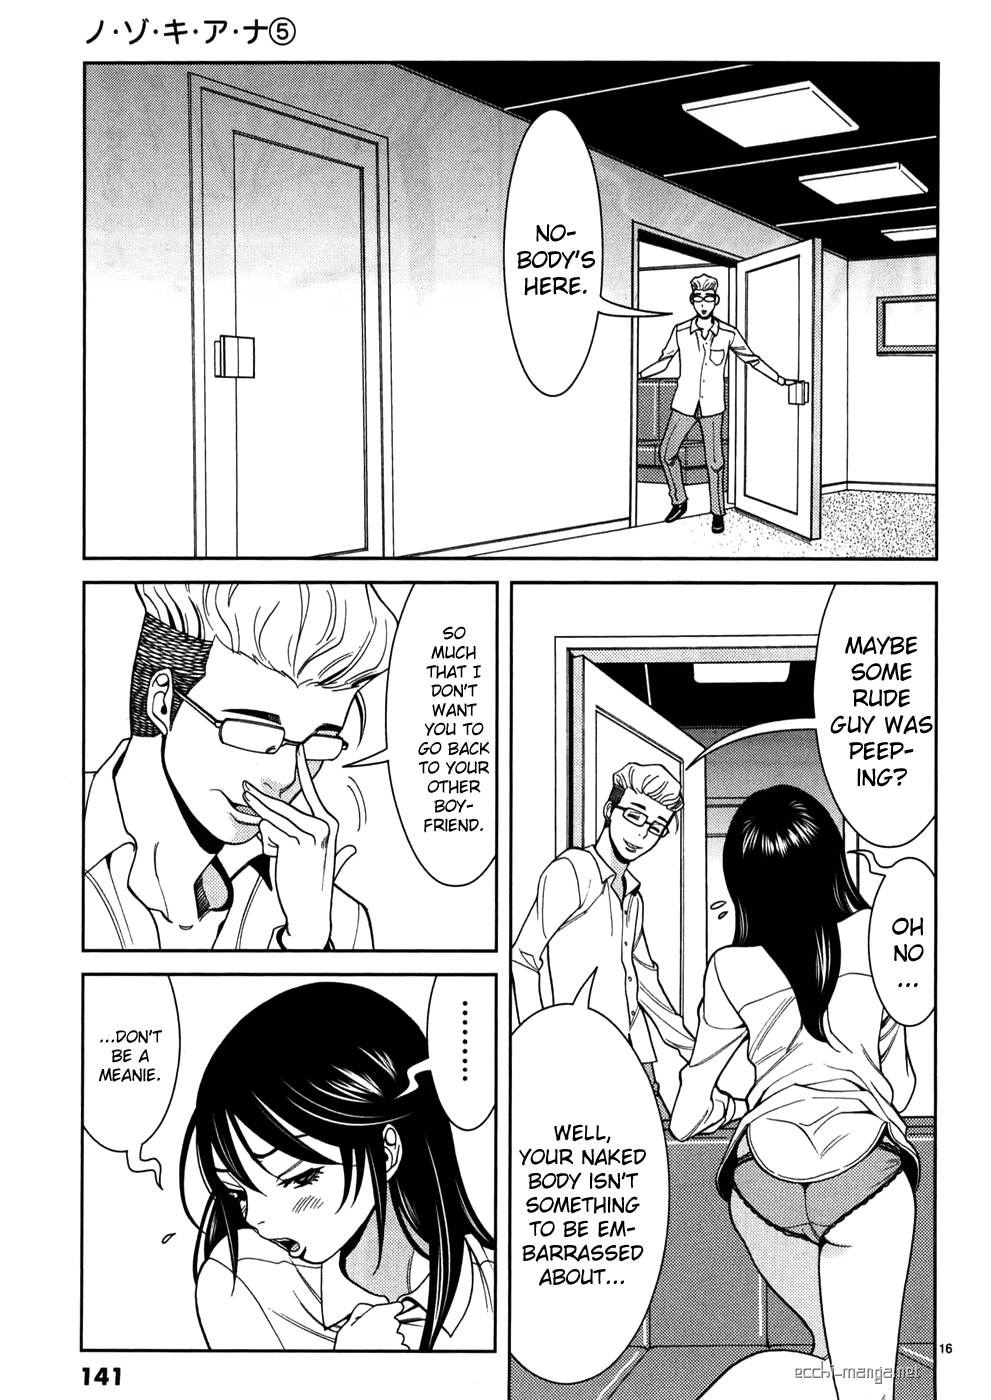 ノ・ゾ・キ・ア・ナ⑤
NO-
BODY'S
HERE.
MAYBE
SOME
RUDE
GUY WAS
PEEP-
ING?
OH
NO
...
WELL,
YOUR NAKED
BODY ISN'T
SOMETHING
TO BE EM-
BARRASSED
ABOUT...
SO
MUCH
THAT I
DON'T
WANT
YOU TO
GO BACK
TO YOUR
OTHER
BOY-
FRIEND.
.........
...DON'T
BE A
MEANIE.
16
141
ecchi-manga.net